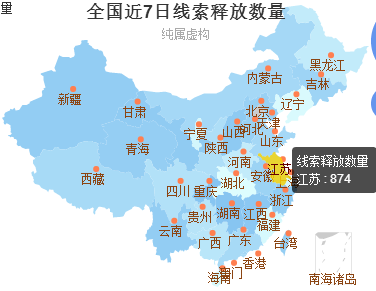 量
全国近7日线索释放数量
纯属虚构
黑龙江
内蒙古
吉林
新疆
甘肃
北京
辽宁
宁夏
山西
河北
天津
青海
陕西
山东
河南
线索释放数量
江苏
江苏 : 874
西藏
湖北
安徽
上海
四川
重庆
浙江
贵州
湖南
江西
云南
福建
广西
广东
台湾
香港
澳门
海南
南海诸岛